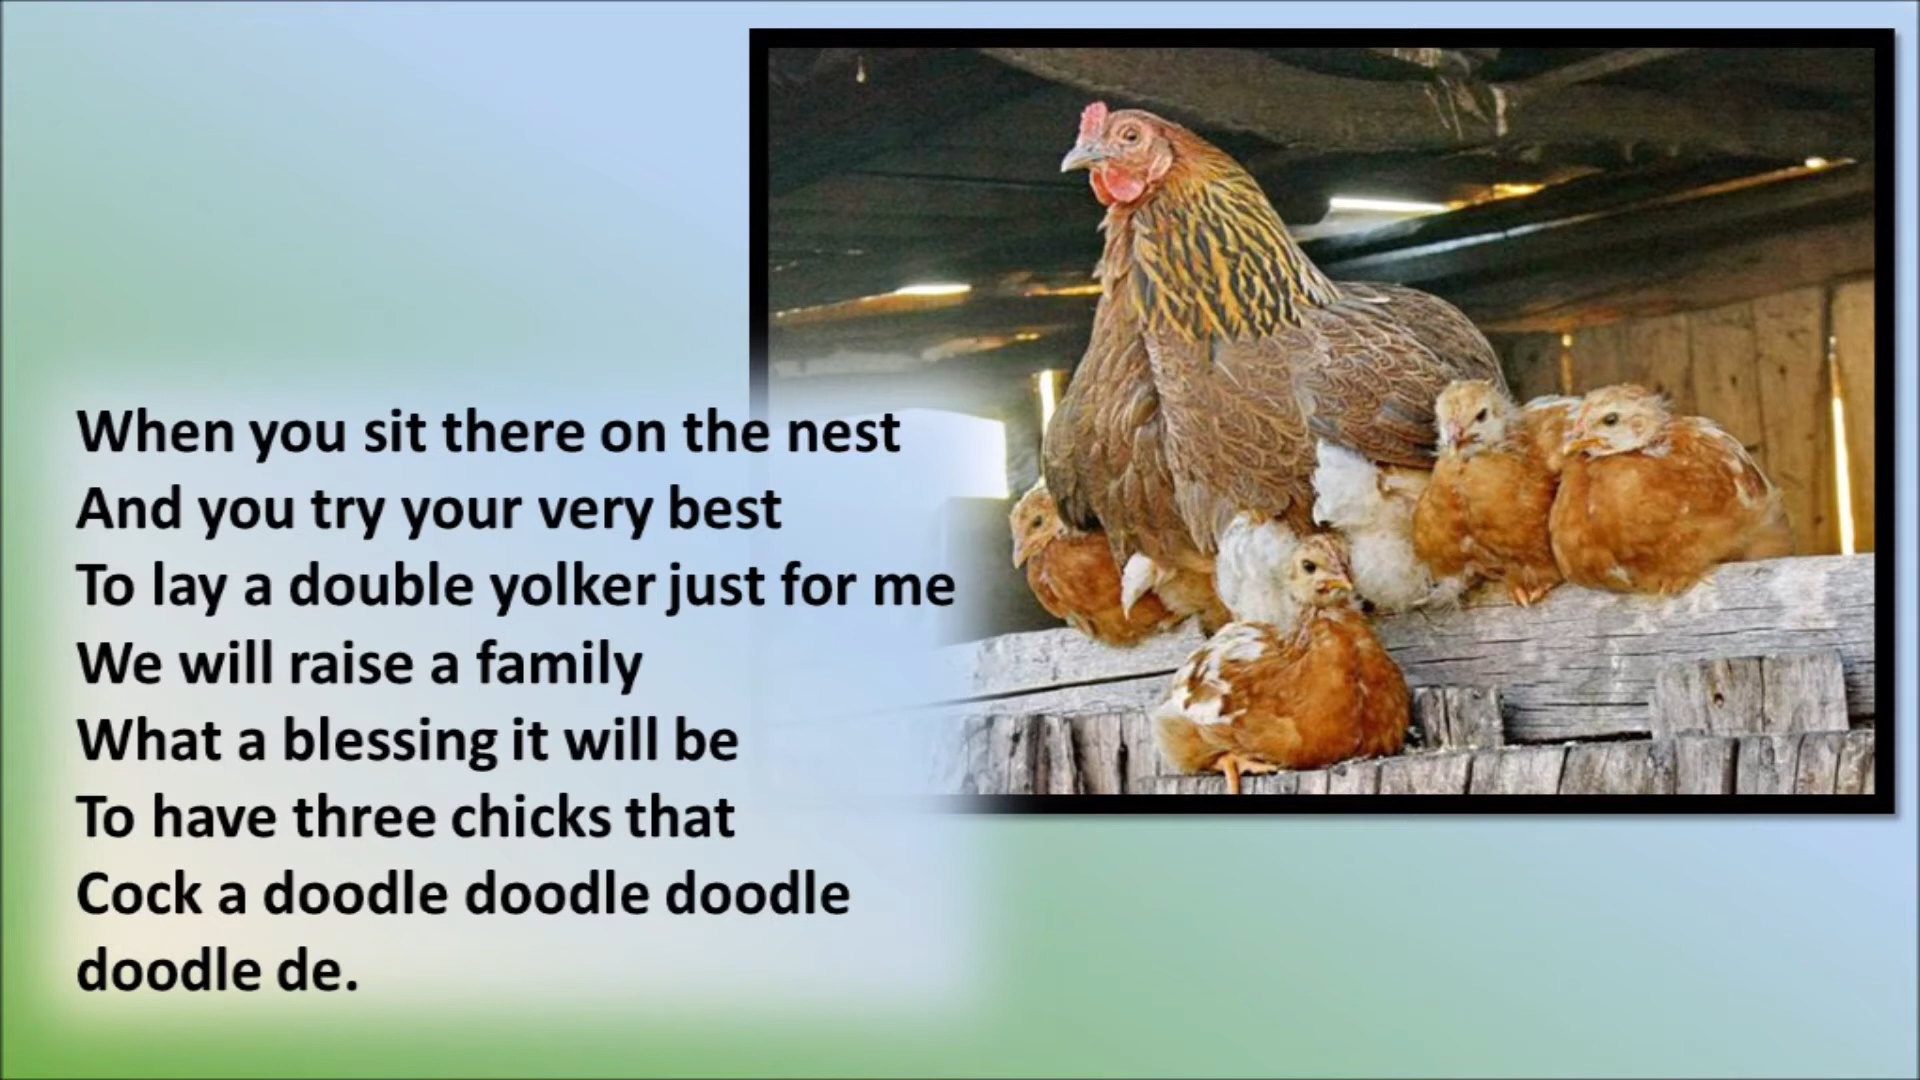 When you sit there on the nest
And you try your very best
To lay a double yolker just for me
We will raise a family
What a blessing it will be
To have three chicks that
Cock a doodle doodle doodle
doodle de.